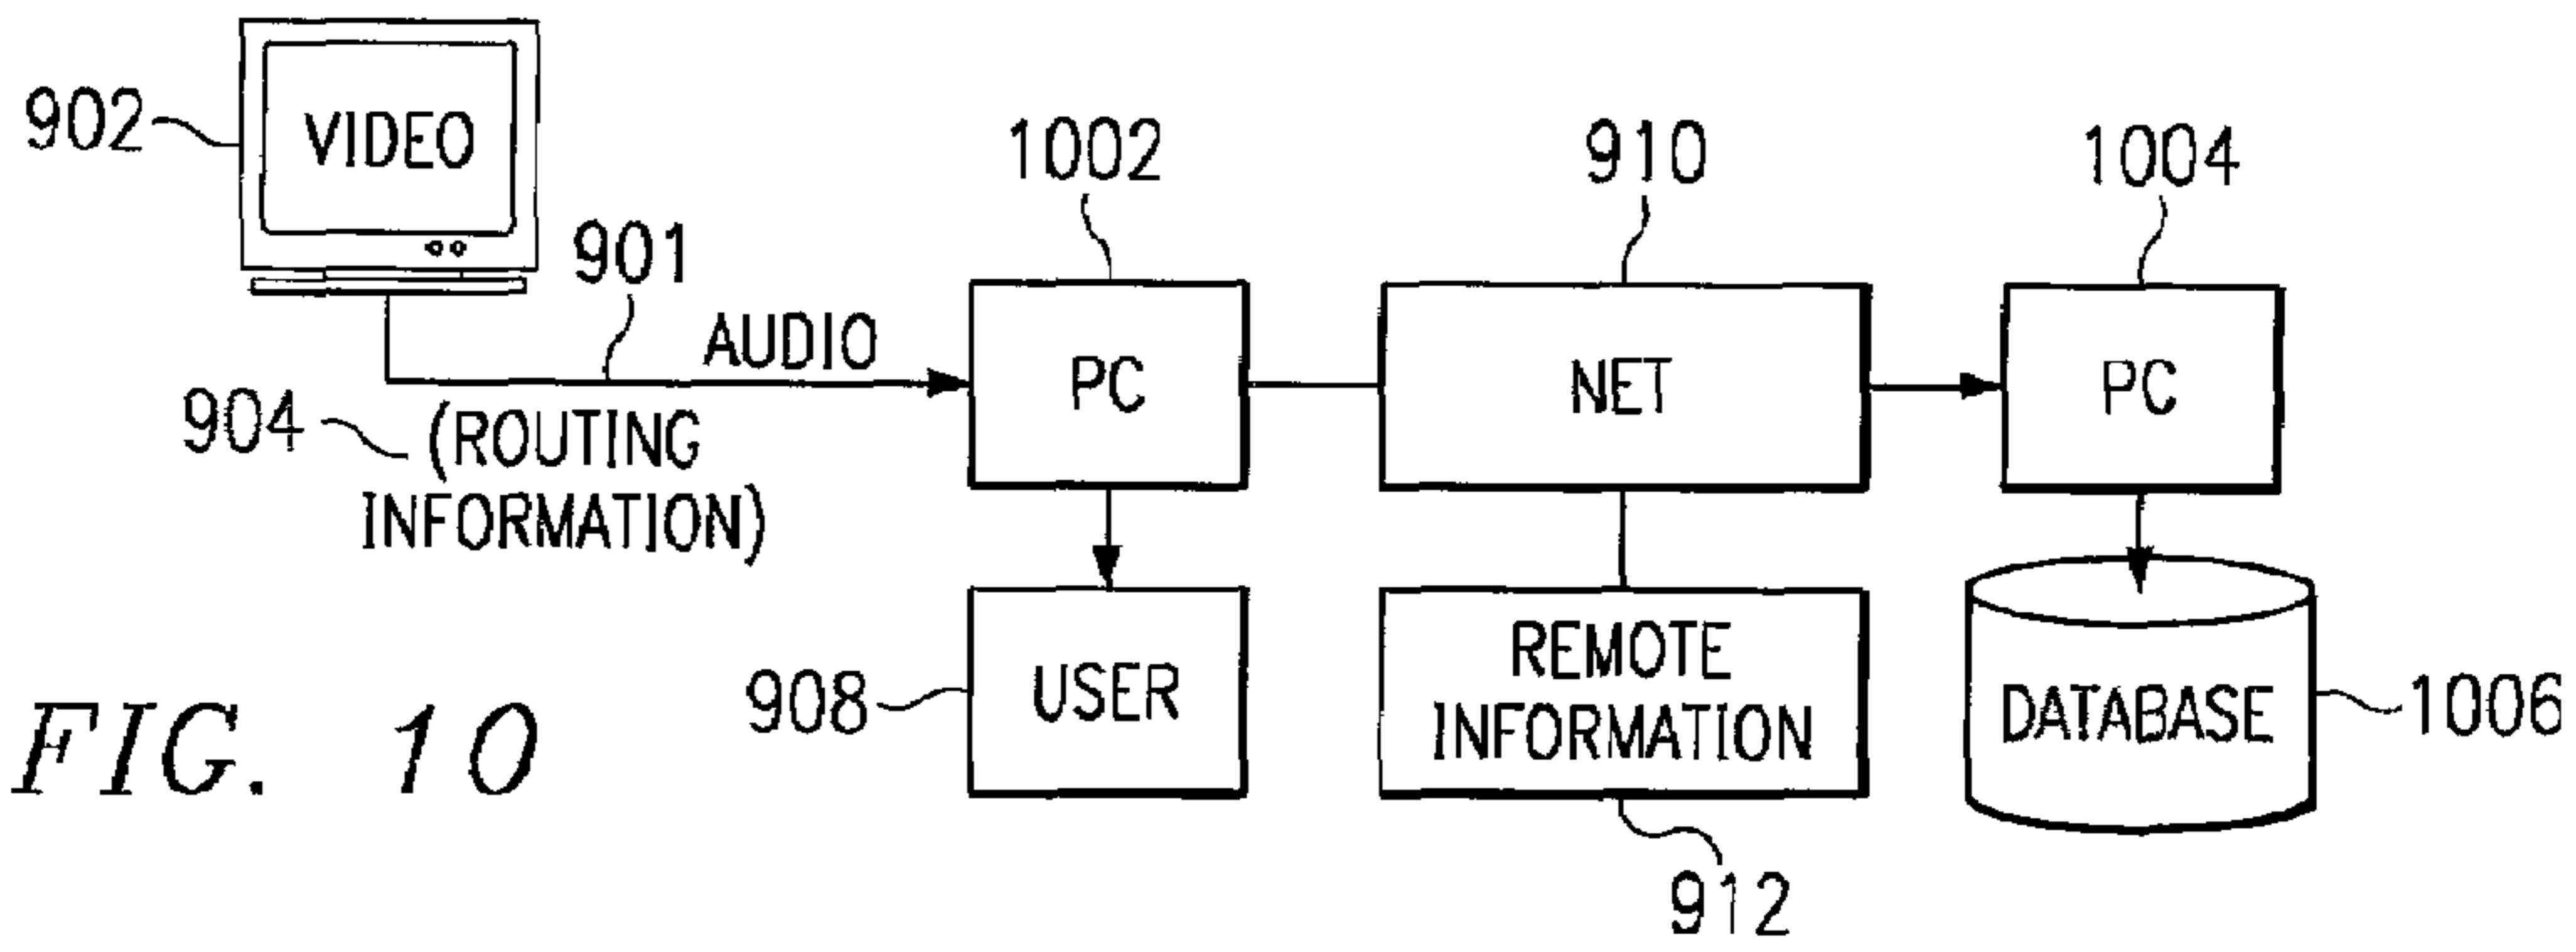 902
VIDEO
901
AUDIO
904
(ROUTING
INFORMATION)
1002
PC
910
NET
1004
PC
908
USER
REMOTE
INFORMATION
912
DATABASE
1006
FIG. 10